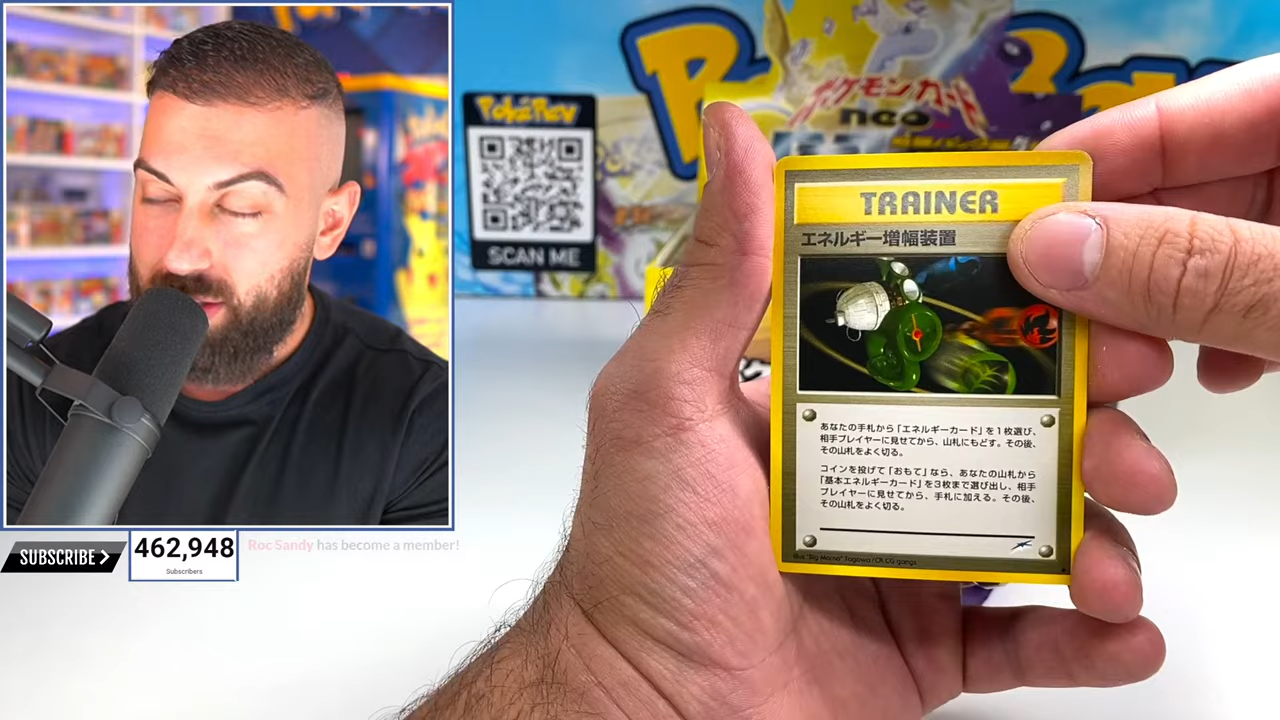 PokéRev
SCAN ME
ポケモンカード
neo
TRAINER
エネルギー増幅装置
あなたの手札から「エネルギーカード」を1枚選び、
相手プレイヤーに見せてから、山札にもどす。その後、
その山札をよく切る。
コインを投げて「おもて」なら、あなたの山札から
「基本エネルギーカード」を3枚まで選び出し、相手
プレイヤーに見せてから、手札に加える。その後、
その山札をよく切る。
Illus. "Big Mama" Tagawa / CR CG gangs
SUBSCRIBE
462,948
Subscribers
Roc Sandy has become a member!